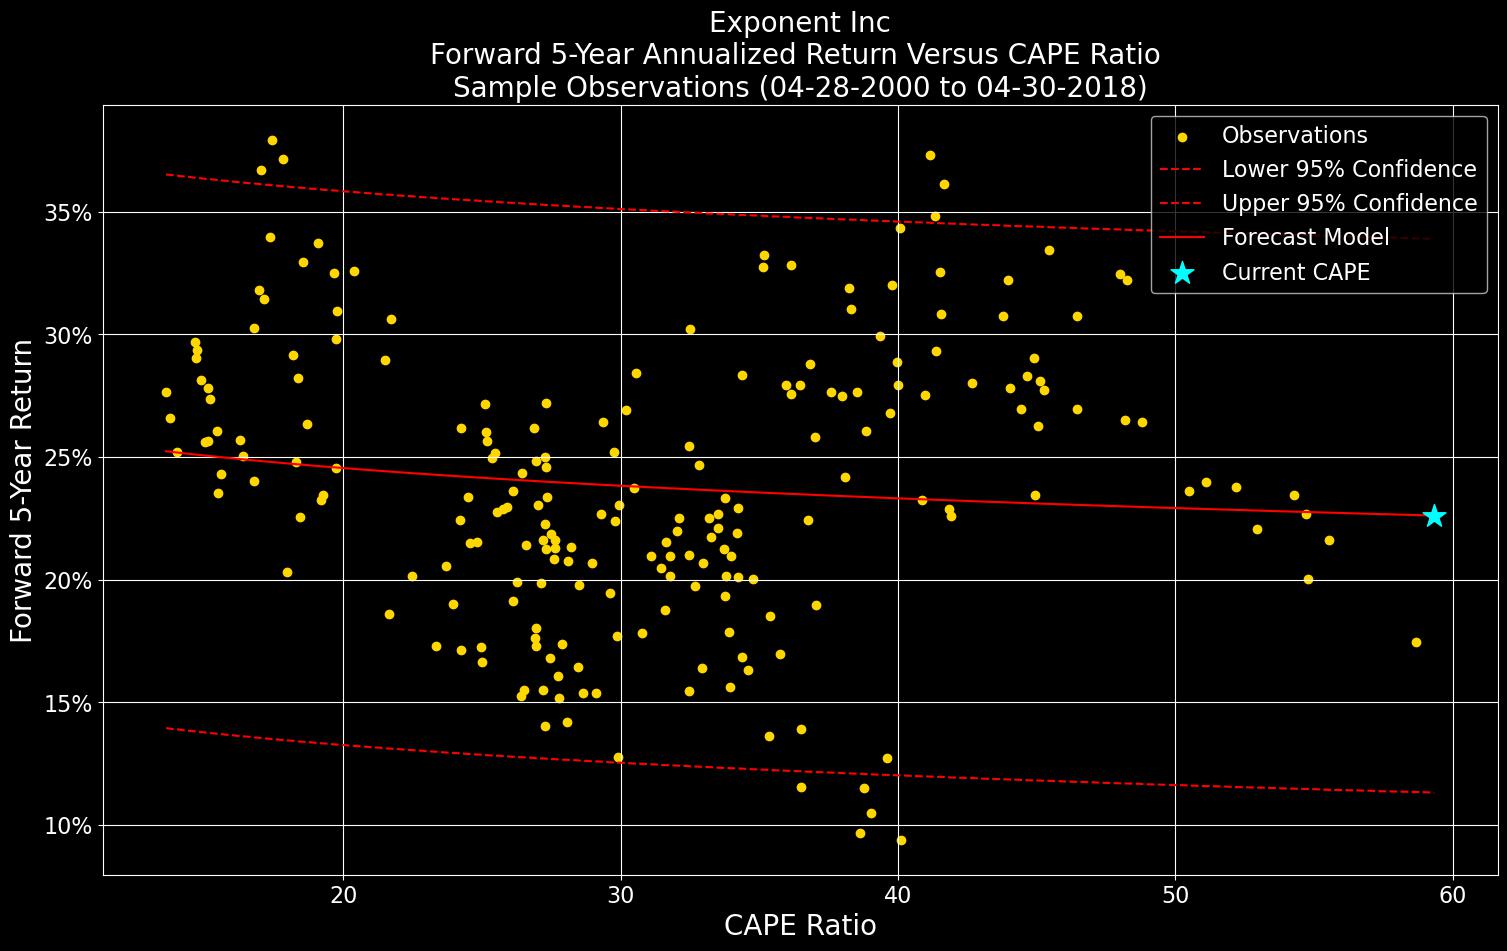 Exponent Inc
Forward 5-Year Annualized Return Versus CAPE Ratio
Sample Observations (04-28-2000 to 04-30-2018)
Observations
Lower 95% Confidence
Upper 95% Confidence
Forecast Model
Current CAPE
Forward 5-Year Return
35%
30%
25%
20%
15%
10%
20
30
40
50
60
CAPE Ratio